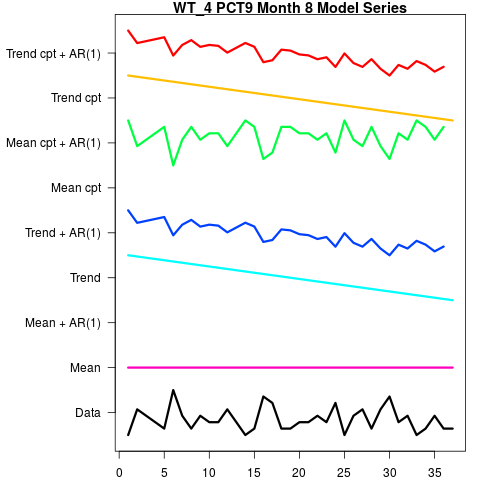 WT_4 PCT9 Month 8 Model Series
Trend cpt + AR(1)
Trend cpt
Mean cpt + AR(1)
Mean cpt
Trend + AR(1)
Trend
Mean + AR(1)
Mean
Data
0 5 10 15 20 25 30 35